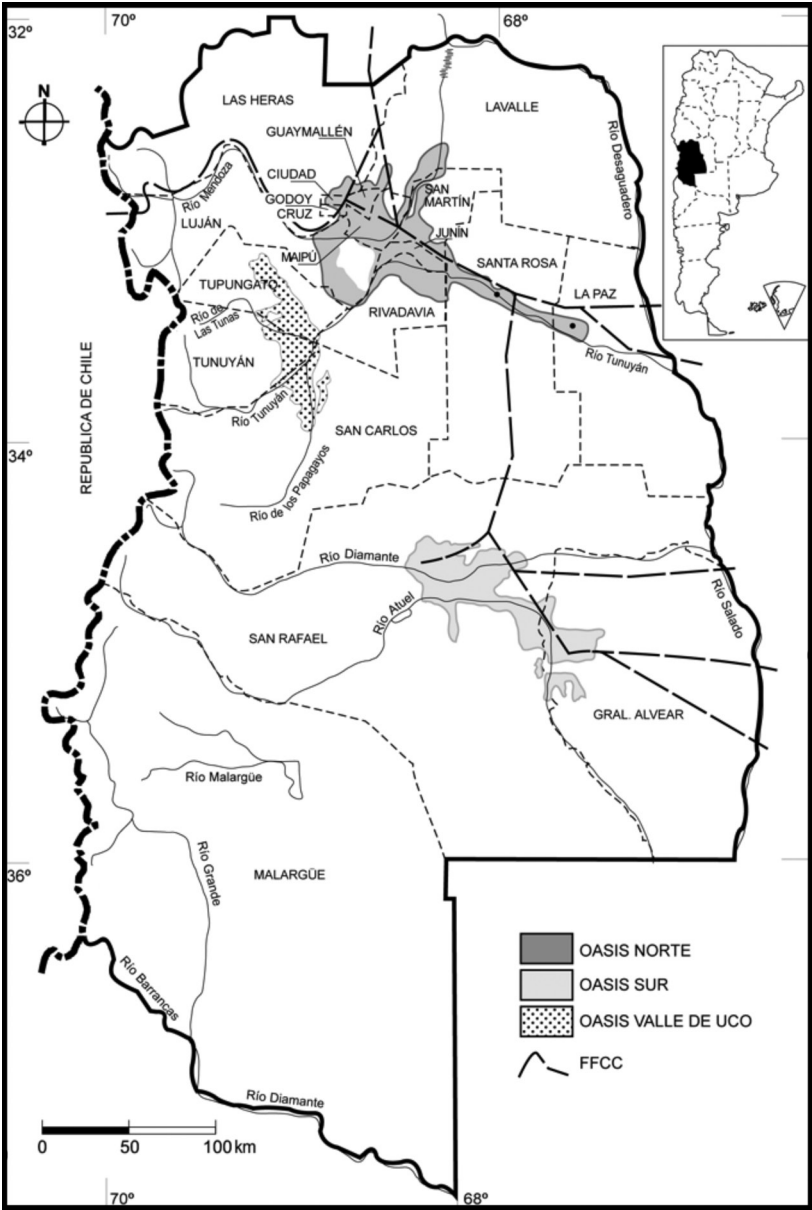 70º
68º
32º
N
LAS HERAS
LAVALLE
GUAYMALLÉN
Río Desaguadero
CIUDAD
Río Mendoza
SAN
MARTÍN
GODOY
CRUZ
LUJÁN
JUNÍN
MAIPÚ
SANTA ROSA
TUPUNGATO
LA PAZ
Río de
Las Tunas
RIVADAVIA
TUNUYÁN
Río Tunuyán
REPUBLICA DE CHILE
Río Tunuyán
SAN CARLOS
34º
Río de los Papagayos
Río Diamante
Río Atuel
Río Salado
SAN RAFAEL
GRAL. ALVEAR
Río Malargüe
36º
Río Grande
MALARGÜE
OASIS NORTE
OASIS SUR
Río Barrancas
OASIS VALLE DE UCO
FFCC
Río Diamante
0 50 100 km
70º
68º